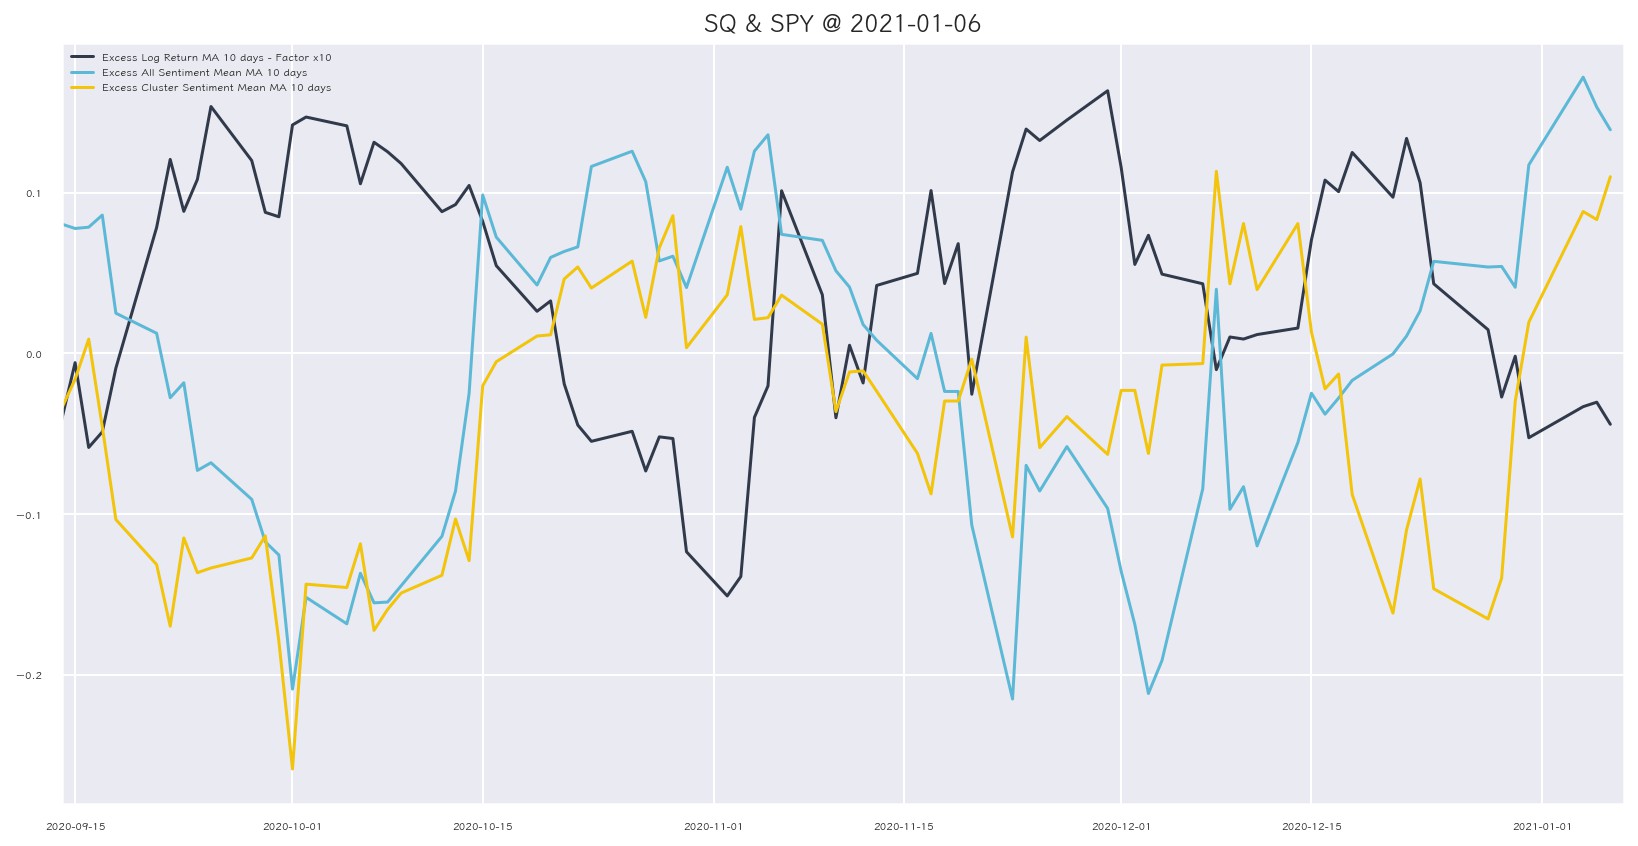 SQ & SPY @ 2021-01-06
Excess Log Return MA 10 days - Factor x10
Excess All Sentiment Mean MA 10 days
Excess Cluster Sentiment Mean MA 10 days
0.1
0.0
−0.1
−0.2
2020-09-15 2020-10-01 2020-10-15 2020-11-01 2020-11-15 2020-12-01 2020-12-15 2021-01-01